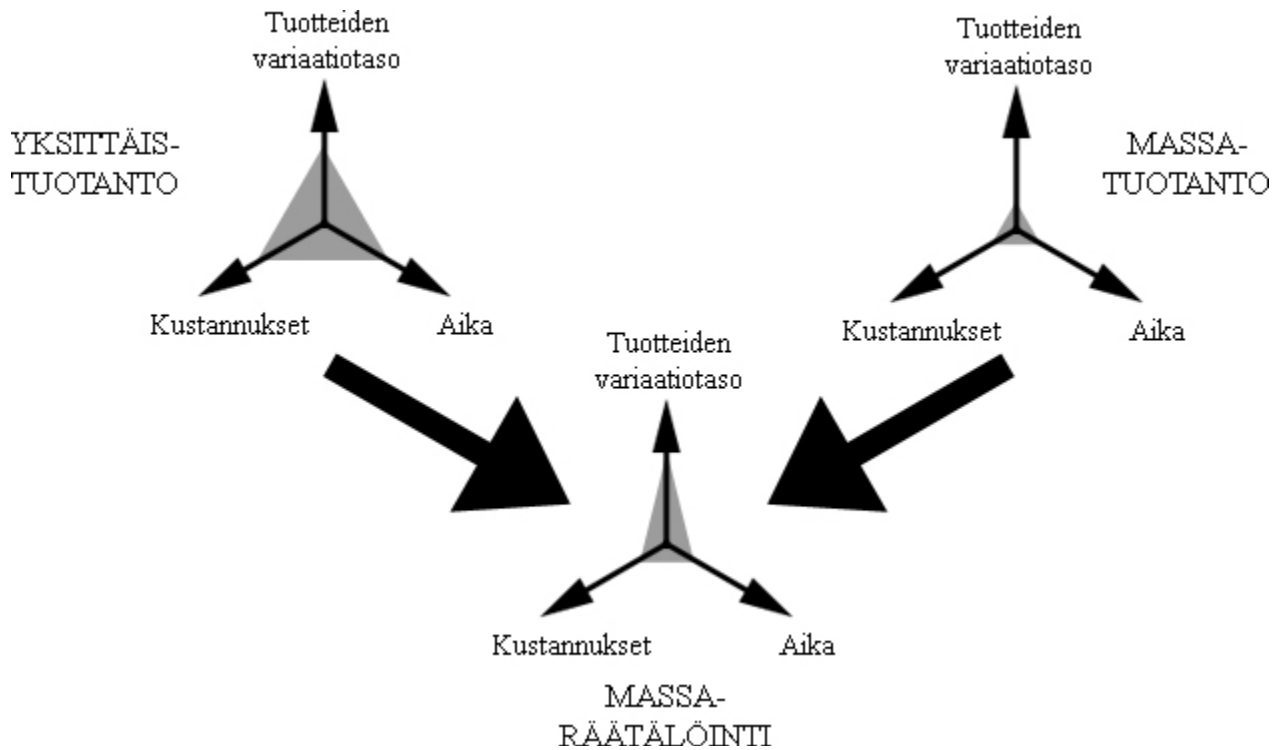 Tuotteiden
variaatiotaso
YKSITTÄIS-
TUOTANTO
Kustannukset
Aika
Tuotteiden
variaatiotaso
MASSA-
TUOTANTO
Kustannukset
Aika
Tuotteiden
variaatiotaso
Kustannukset
Aika
MASSA-
RÄÄTÄLÖINTI